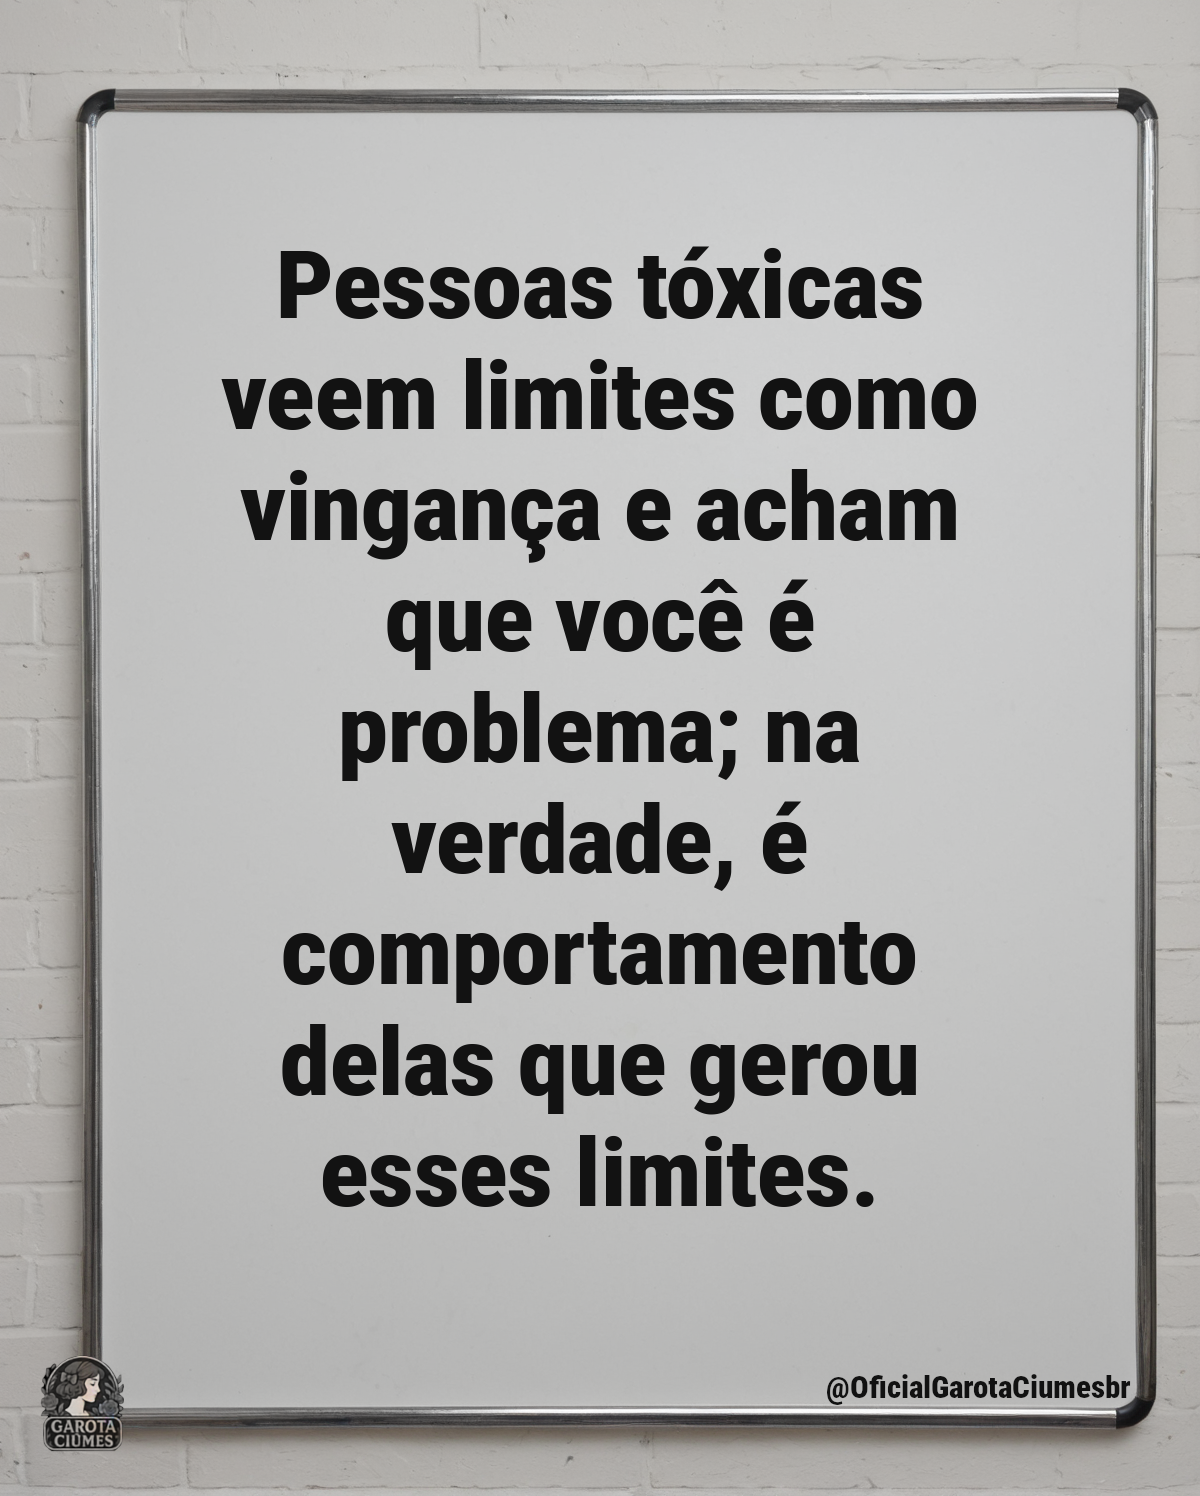 Pessoas tóxicas
veem limites como
vingança e acham
que você é
problema; na
verdade, é
comportamento
delas que gerou
esses limites.
@OficialGarotaCiumesbr
GAROTA
CIÚMES